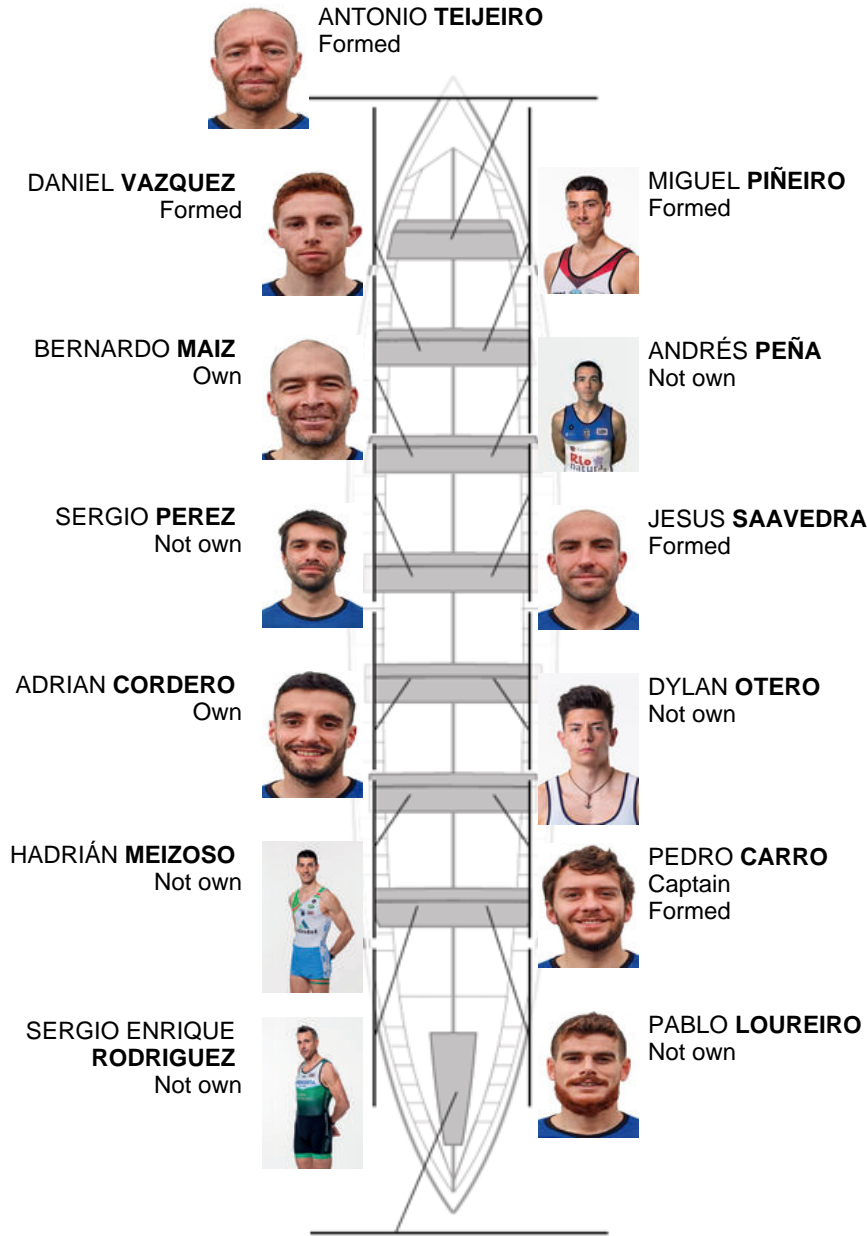 ANTONIO TEIJEIRO
Formed
DANIEL VAZQUEZ
Formed
MIGUEL PIÑEIRO
Formed
BERNARDO MAIZ
Own
ANDRÉS PEÑA
Not own
Río
natura
SERGIO PEREZ
Not own
JESUS SAAVEDRA
Formed
ADRIAN CORDERO
Own
DYLAN OTERO
Not own
HADRIÁN MEIZOSO
Not own
PEDRO CARRO
Captain
Formed
SERGIO ENRIQUE
RODRIGUEZ
Not own
PABLO LOUREIRO
Not own